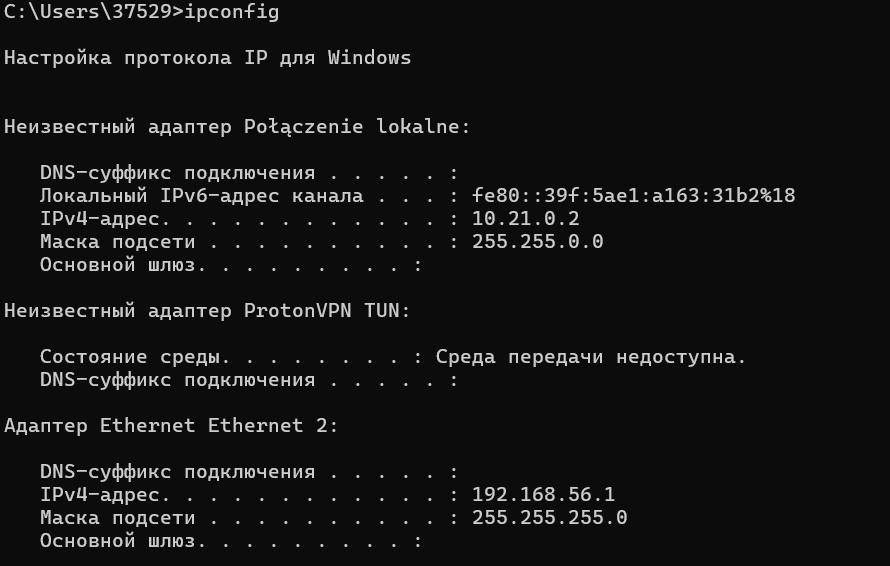 C:\Users\37529>ipconfig
Настройка протокола IP для Windows
Неизвестный адаптер Połączenie lokalne:
DNS-суффикс подключения . . . . . :
Локальный IPv6-адрес канала . . . : fe80::39f:5ae1:a163:31b2%18
IPv4-адрес. . . . . . . . . . . . : 10.21.0.2
Маска подсети . . . . . . . . . . : 255.255.0.0
Основной шлюз. . . . . . . . . :
Неизвестный адаптер ProtonVPN TUN:
Состояние среды. . . . . . . . : Среда передачи недоступна.
DNS-суффикс подключения . . . . . :
Адаптер Ethernet Ethernet 2:
DNS-суффикс подключения . . . . . :
IPv4-адрес. . . . . . . . . . . . : 192.168.56.1
Маска подсети . . . . . . . . . . : 255.255.255.0
Основной шлюз. . . . . . . . . :